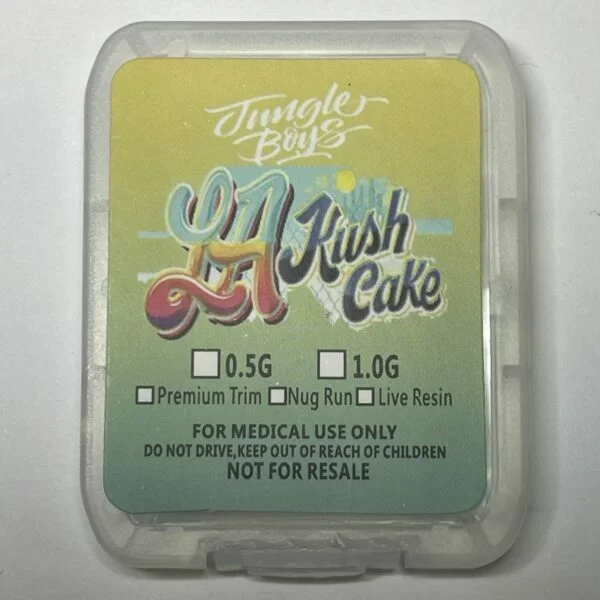 Jungle
Boys
LA Kush
Cake
0.5G 1.0G
Premium Trim Nug Run Live Resin
FOR MEDICAL USE ONLY
DO NOT DRIVE,KEEP OUT OF REACH OF CHILDREN
NOT FOR RESALE